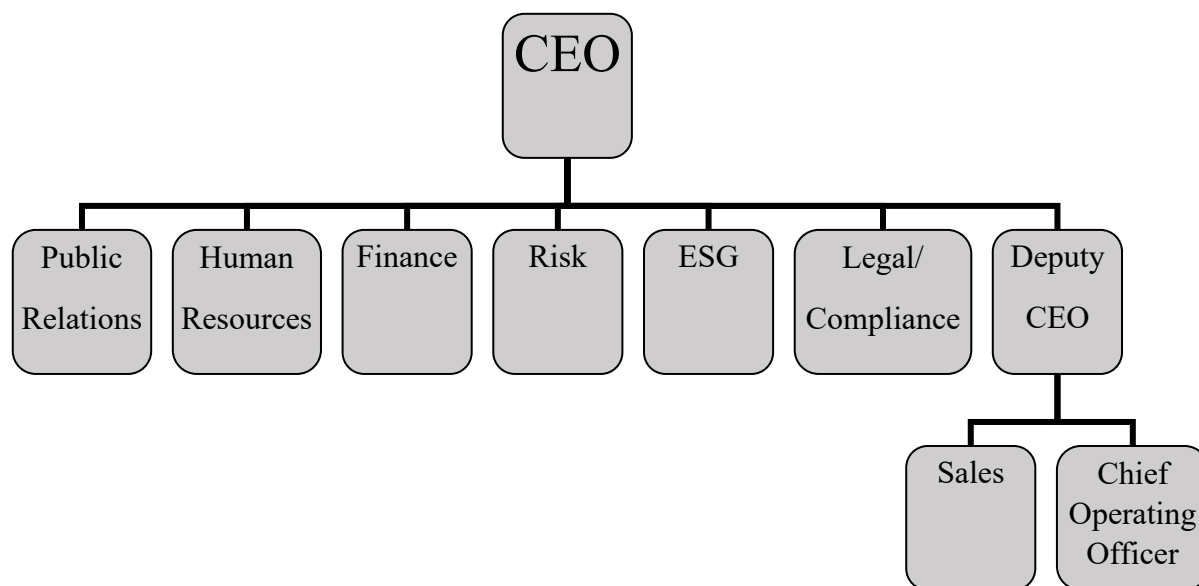 CEO
Public
Relations
Human
Resources
Finance
Risk
ESG
Legal/
Compliance
Deputy
CEO
Sales
Chief
Operating
Officer